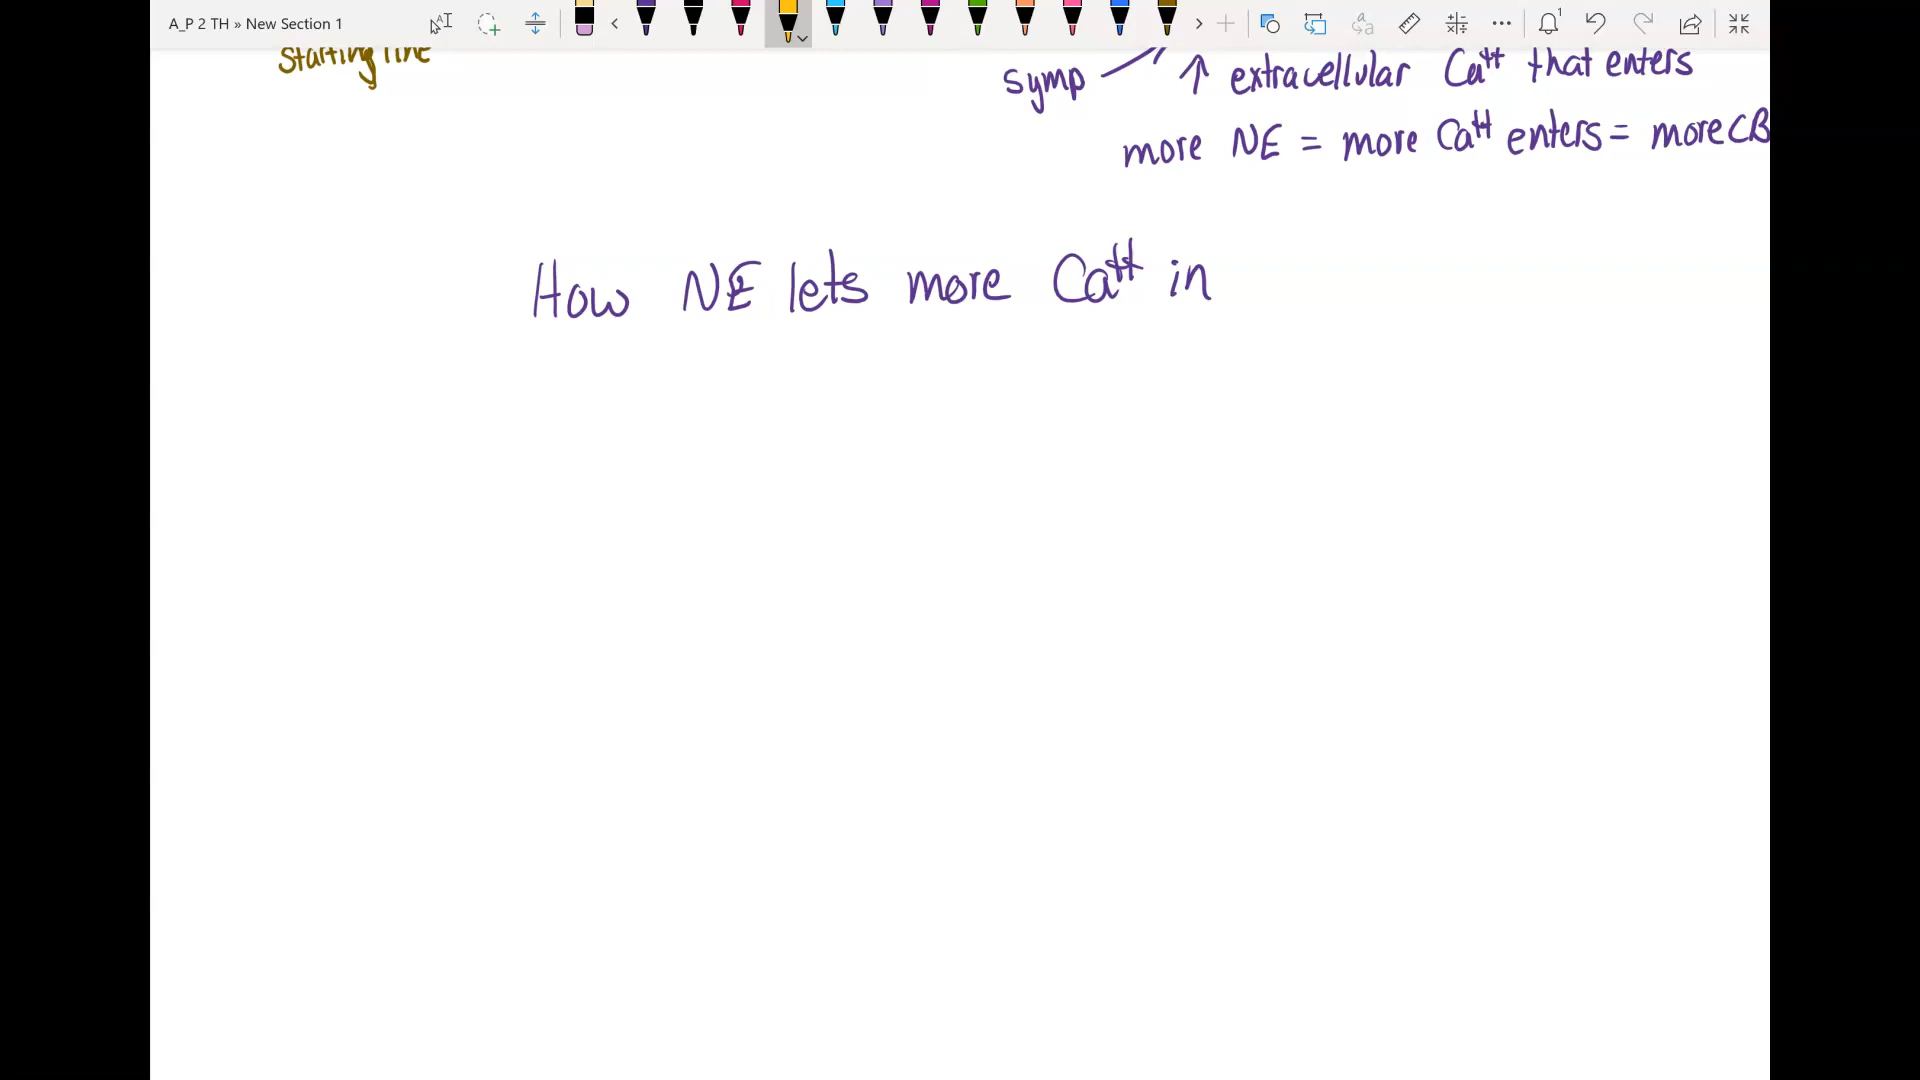 A_P 2 TH » New Section 1
starting line
symp ↑ extracellular Ca⁺⁺ that enters
more NE = more Ca⁺⁺ enters = more CB
How NE lets more Ca⁺⁺ in